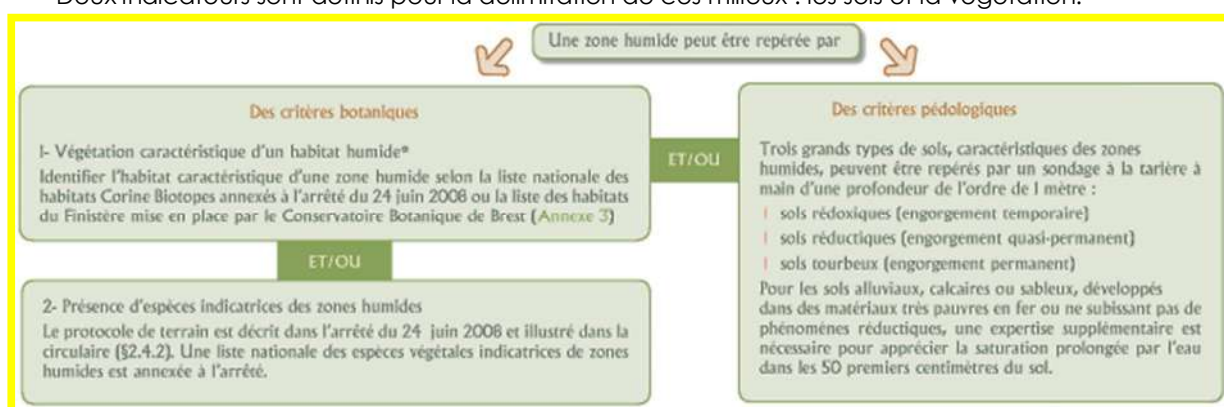 Deux indicateurs sont définis pour la délimitation de ces milieux : les sols et la végétation.
Une zone humide peut être repérée par
Des critères botaniques
I- Végétation caractéristique d'un habitat humide*
Identifier l'habitat caractéristique d'une zone humide selon la liste nationale des
habitats Corine Biotopes annexés à l'arrêté du 24 juin 2008 ou la liste des habitats
du Finistère mise en place par le Conservatoire Botanique de Brest (Annexe 3)
ET/OU
2- Présence d'espèces indicatrices des zones humides
Le protocole de terrain est décrit dans l'arrêté du 24 juin 2008 et illustré dans la
circulaire (§2.4.2). Une liste nationale des espèces végétales indicatrices de zones
humides est annexée à l'arrêté.
ET/OU
Des critères pédologiques
Trois grands types de sols, caractéristiques des zones
humides, peuvent être repérés par un sondage à la tarière à
main d'une profondeur de l'ordre de 1 mètre :
sols rédoxiques (engorgement temporaire)
sols réductiques (engorgement quasi-permanent)
sols tourbeux (engorgement permanent)
Pour les sols alluviaux, calcaires ou sableux, développés
dans des matériaux très pauvres en fer ou ne subissant pas de
phénomènes réductiques, une expertise supplémentaire est
nécessaire pour apprécier la saturation prolongée par l'eau
dans les 50 premiers centimètres du sol.